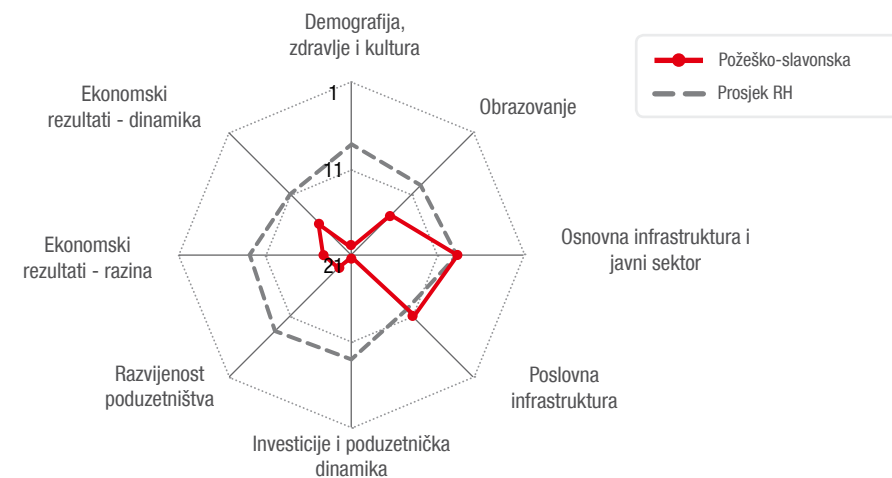 Demografija,
zdravlje i kultura
Požeško-slavonska
Prosjek RH
1
Ekonomski
rezultati - dinamika
Obrazovanje
11
Ekonomski
rezultati - razina
Osnovna infrastruktura i
javni sektor
21
Razvijenost
poduzetništva
Poslovna
infrastruktura
Investicije i poduzetnička
dinamika